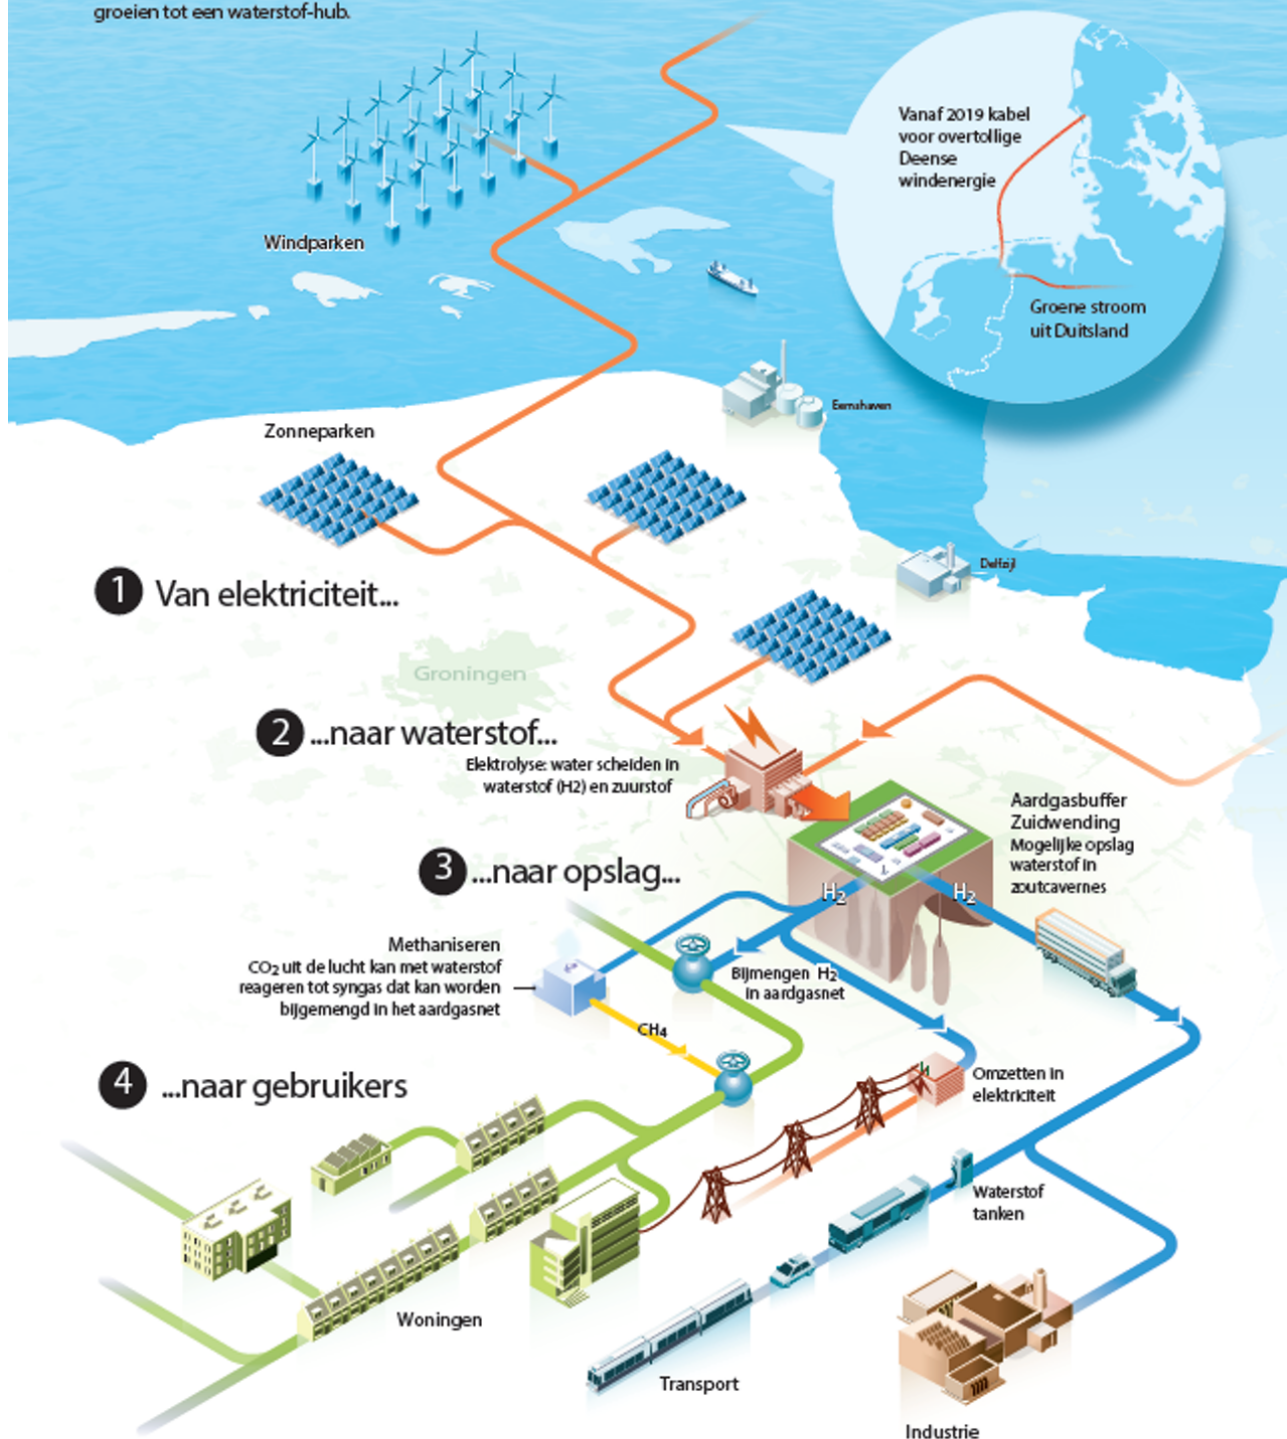 groeien tot een waterstof-hub.
Vanaf 2019 kabel
voor overtollige
Deense
windenergie
Windparken
Groene stroom
uit Duitsland
Eemshaven
Zonneparken
Delfzijl
1 Van elektriciteit...
Groningen
2 ...naar waterstof...
Elektrolyse: water scheiden in
waterstof (H2) en zuurstof
Aardgasbuffer
Zuidwending
Mogelijke opslag
waterstof in
zoutcavernes
3 ...naar opslag...
H2
H2
Methaniseren
CO2 uit de lucht kan met waterstof
reageren tot syngas dat kan worden
bijgemengd in het aardgasnet
Bijmengen H2
in aardgasnet
CH4
4 ...naar gebruikers
Omzetten in
elektriciteit
Waterstof
tanken
Woningen
Transport
Industrie